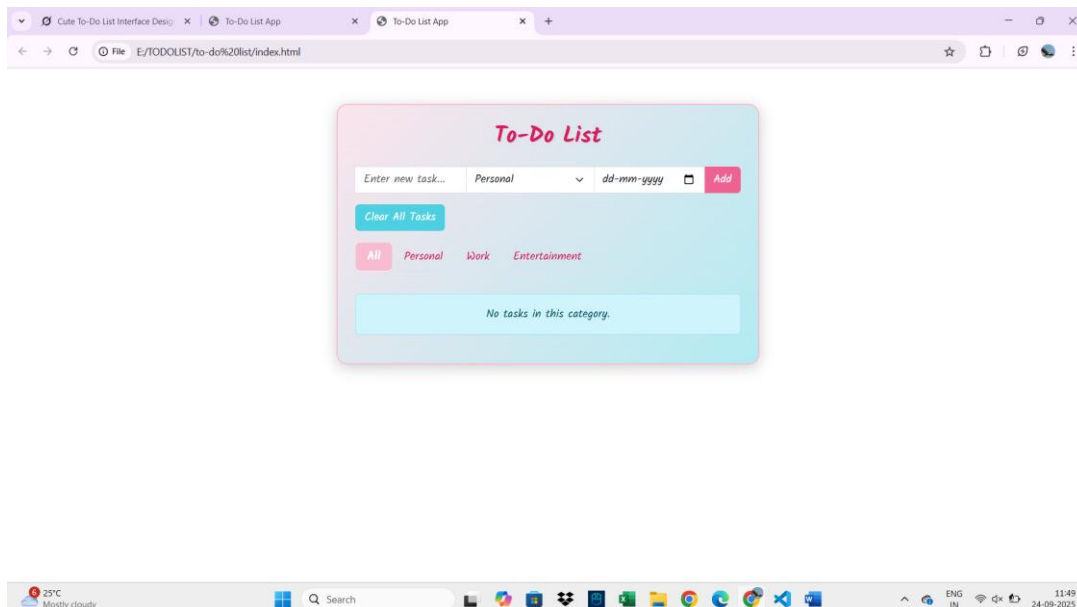 Cute To-Do List Interface Desig
To-Do List App
To-Do List App
File E:/TODOLIST/to-do%20list/index.html
To-Do List
Enter new task... Personal dd-mm-yyyy Add
Clear All Tasks
All Personal Work Entertainment
No tasks in this category.
6 25°C
Mostly cloudy
Search
ENG
IN
11:49
24-09-2025